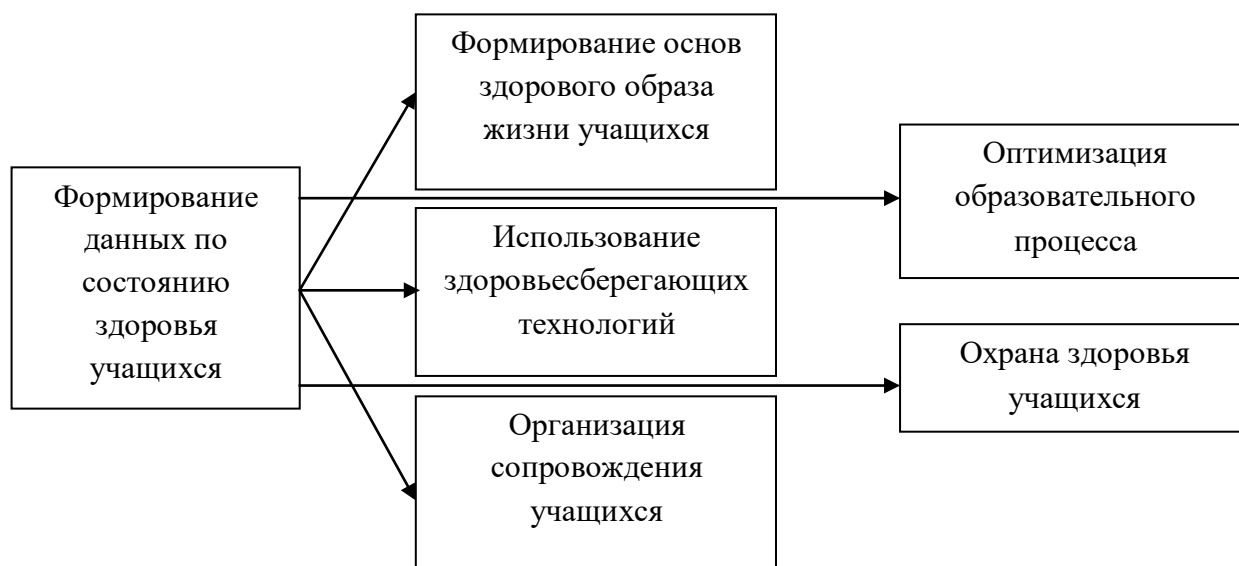 Формирование
данных по
состоянию
здоровья
учащихся
Формирование основ
здорового образа
жизни учащихся
Использование
здоровьесберегающих
технологий
Организация
сопровождения
учащихся
Оптимизация
образовательного
процесса
Охрана здоровья
учащихся